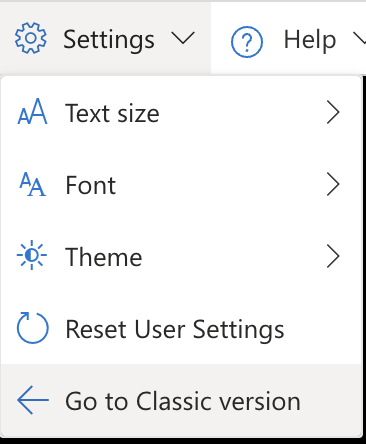 Settings
Help
Text size
Font
Theme
Reset User Settings
Go to Classic version